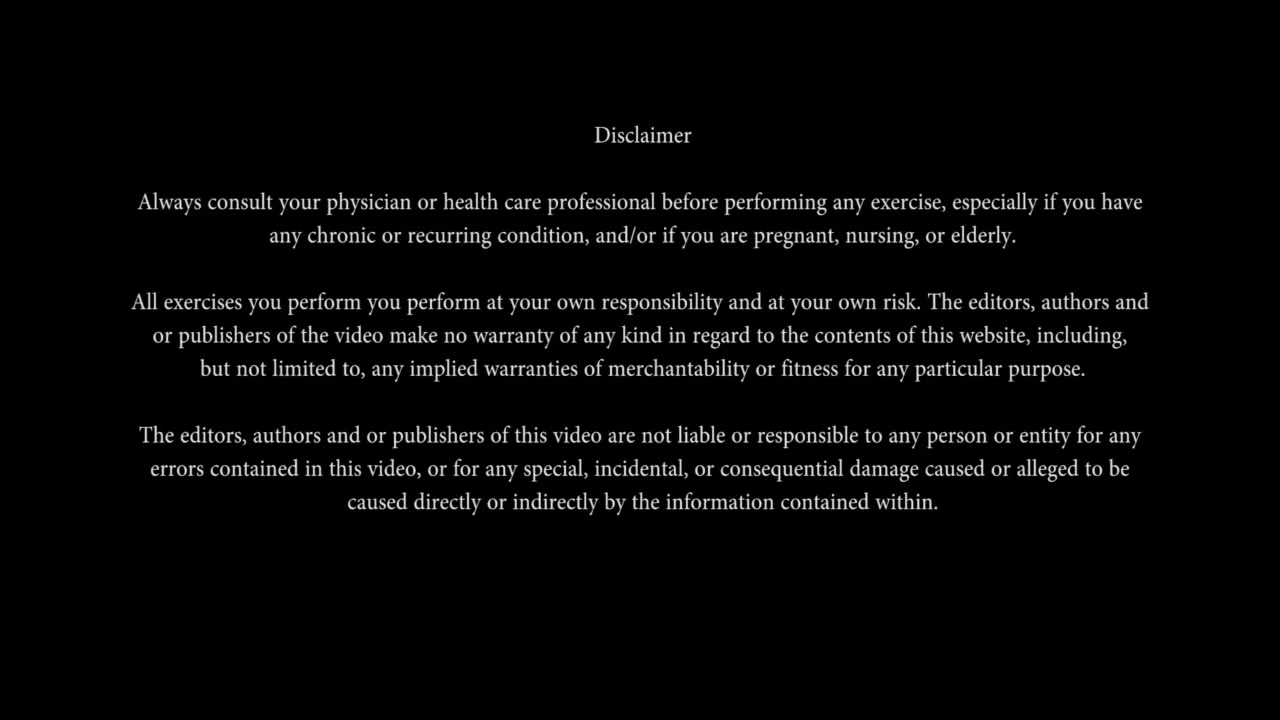 Disclaimer
Always consult your physician or health care professional before performing any exercise, especially if you have
any chronic or recurring condition, and/or if you are pregnant, nursing, or elderly.
All exercises you perform you perform at your own responsibility and at your own risk. The editors, authors and
or publishers of the video make no warranty of any kind in regard to the contents of this website, including,
but not limited to, any implied warranties of merchantability or fitness for any particular purpose.
The editors, authors and or publishers of this video are not liable or responsible to any person or entity for any
errors contained in this video, or for any special, incidental, or consequential damage caused or alleged to be
caused directly or indirectly by the information contained within.